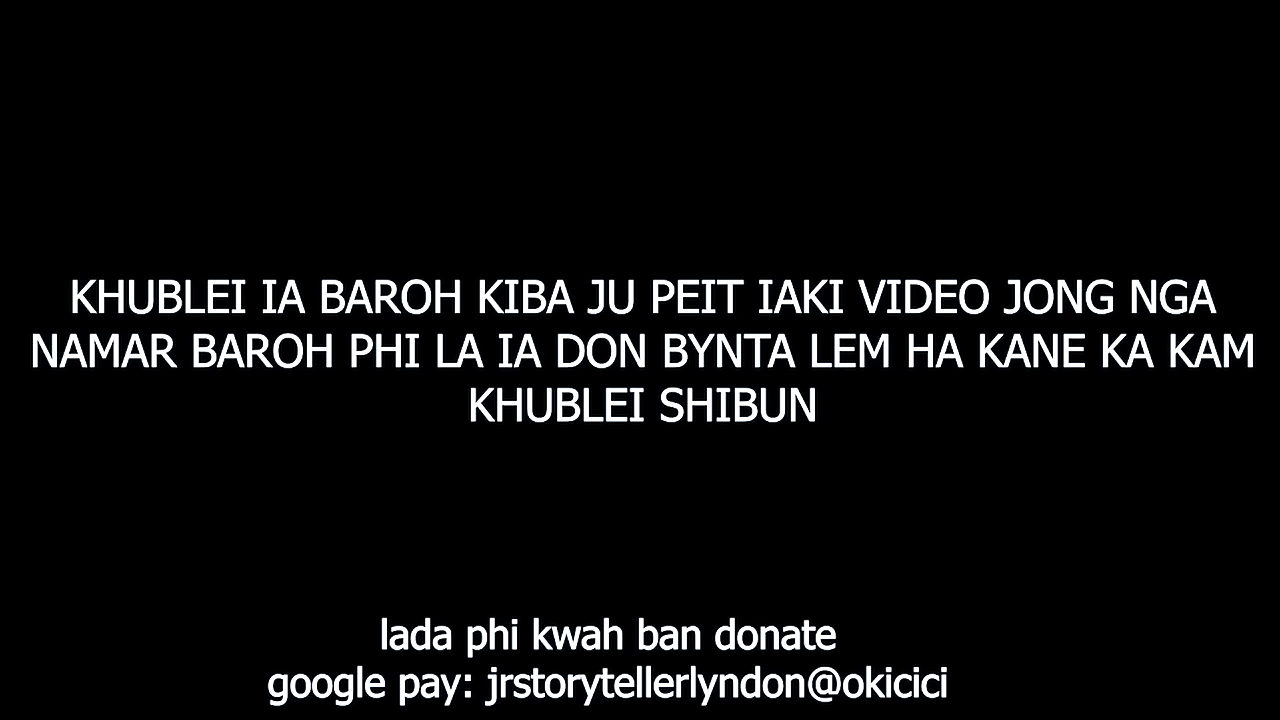 KHUBLEI IA BAROH KIBA JU PEIT IAKI VIDEO JONG NGA
NAMAR BAROH PHI LA IA DON BYNTA LEM HA KANE KA KAM
KHUBLEI SHIBUN
lada phi kwah ban donate
google pay: jrstorytellerlyndon@okicici